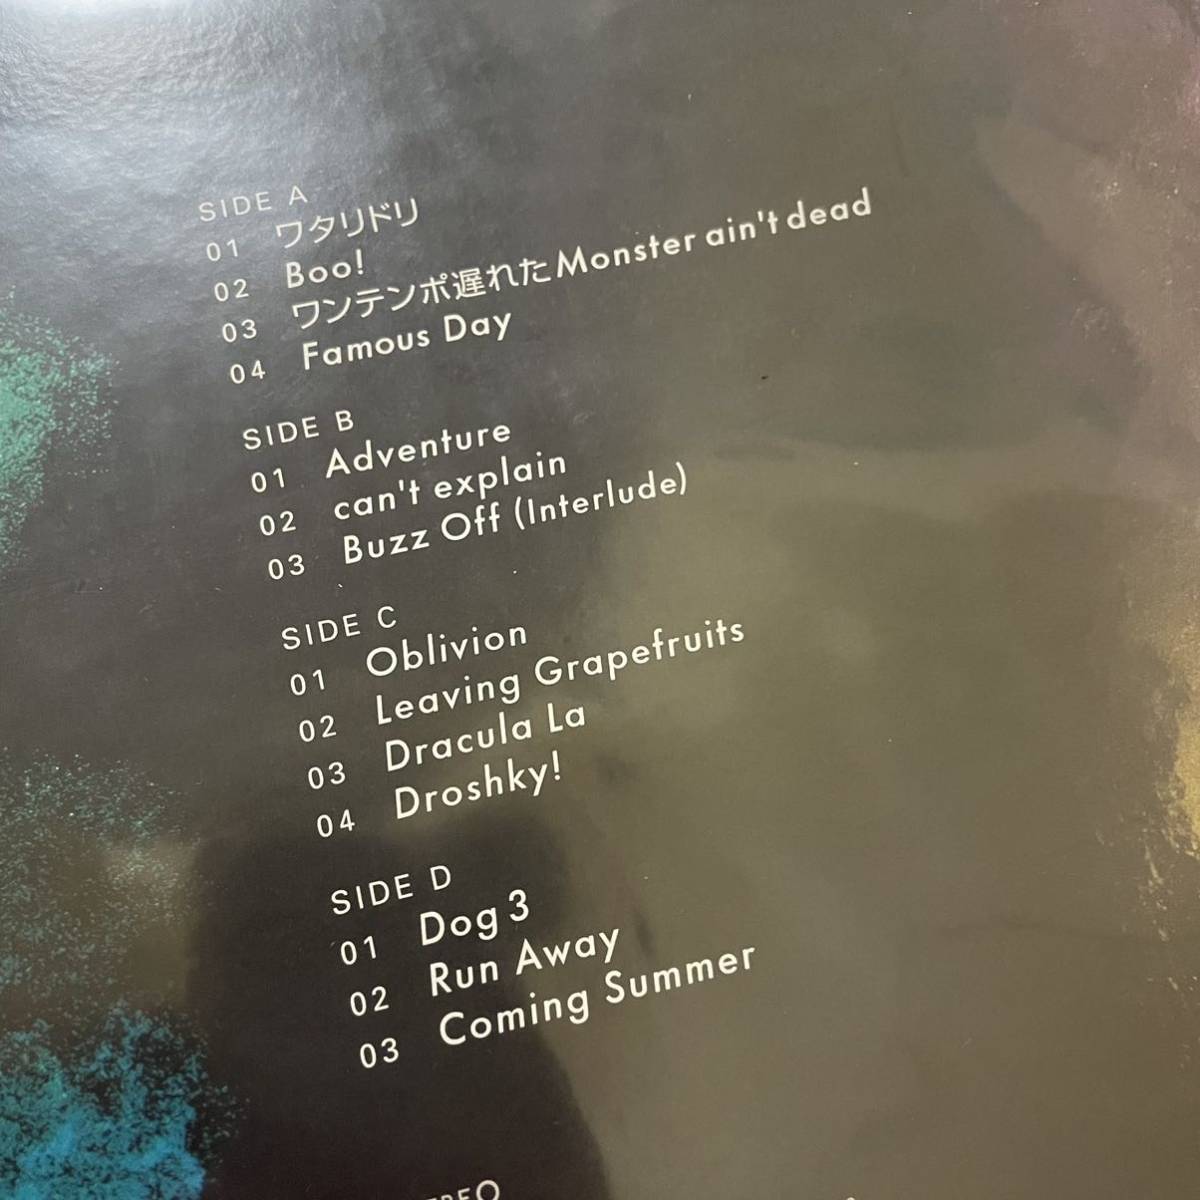 SIDE A
01 ワタリドリ
02 Boo!
03 ワンテンポ遅れたMonster ain't dead
04 Famous Day
SIDE B
01 Adventure
02 can't explain
03 Buzz Off (Interlude)
SIDE C
01 Oblivion
02 Leaving Grapefruits
03 Dracula La
04 Droshky!
SIDE D
01 Dog 3
02 Run Away
03 Coming Summer